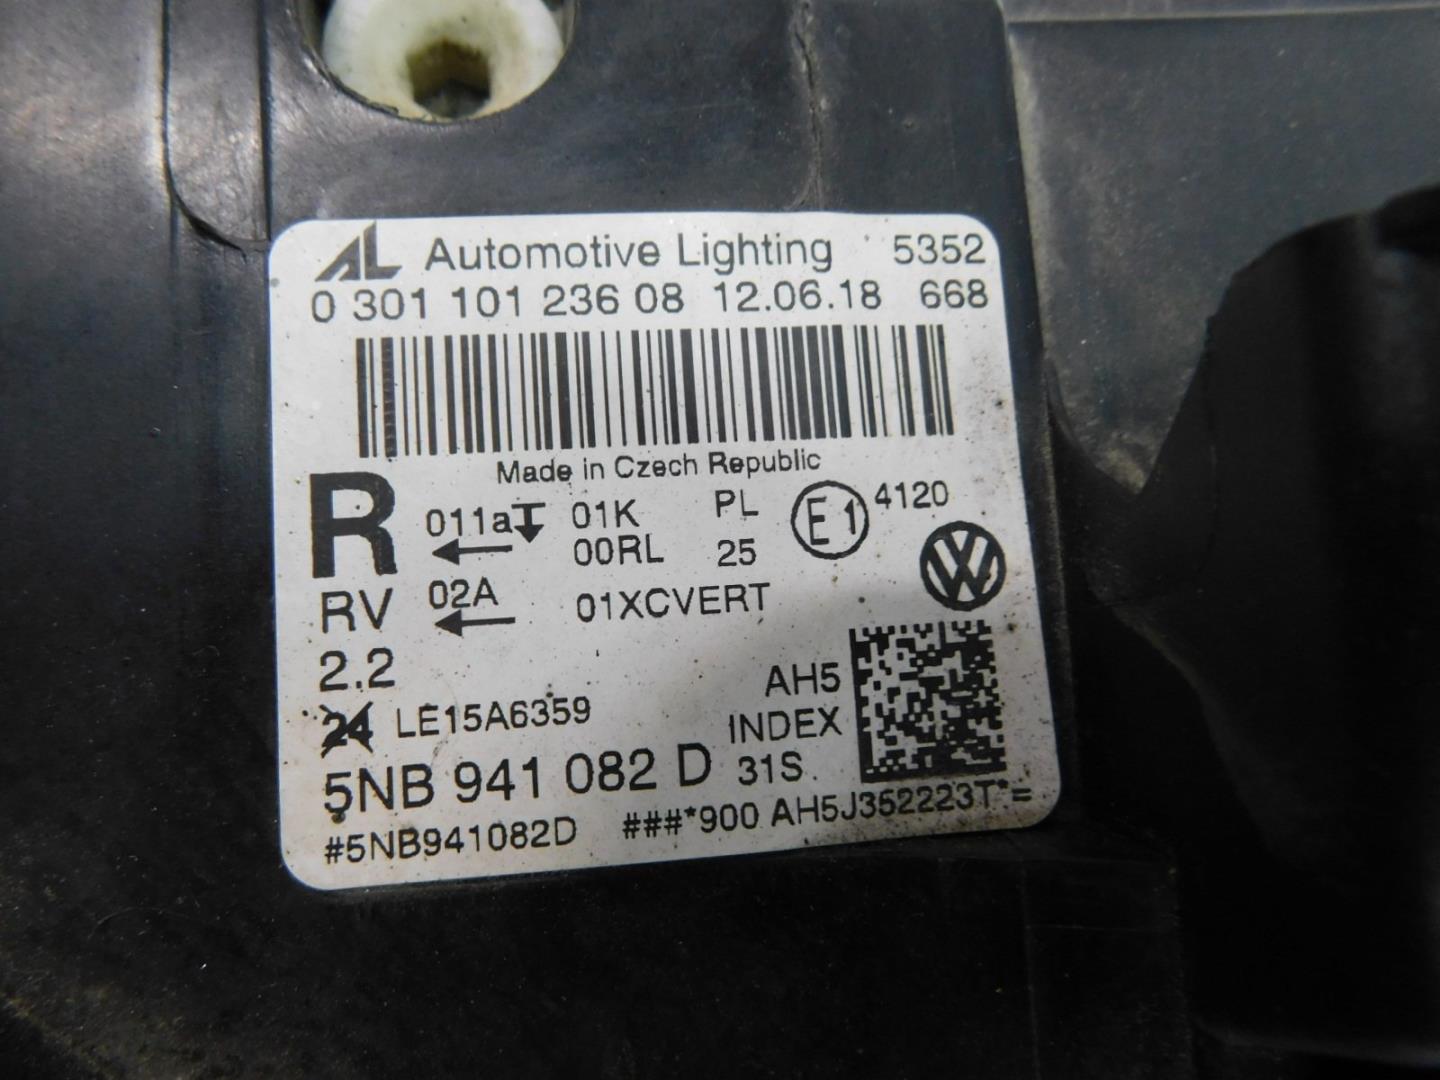 AL Automotive Lighting 5352
0 301 101 236 08 12.06.18 668
Made in Czech Republic
R 011a 01K PL E1 4120
00RL 25
RV 02A 01XCVERT
2.2 AH5
24 LE15A6359 INDEX
5NB 941 082 D 31S
#5NB941082D ###*900 AH5J352223T*=